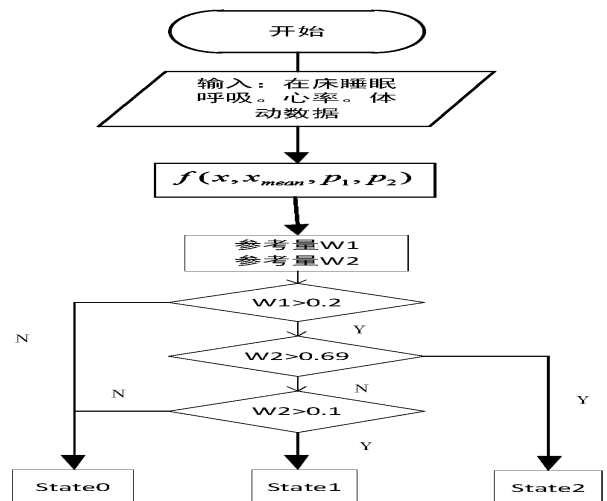 开始
输入：在床睡眠
呼吸。心率。体
动数据
f(x,x_mean,p_1,p_2)
参考量W1
参考量W2
W1>0.2
N
Y
W2>0.69
N
N
Y
W2>0.1
Y
State0
State1
State2